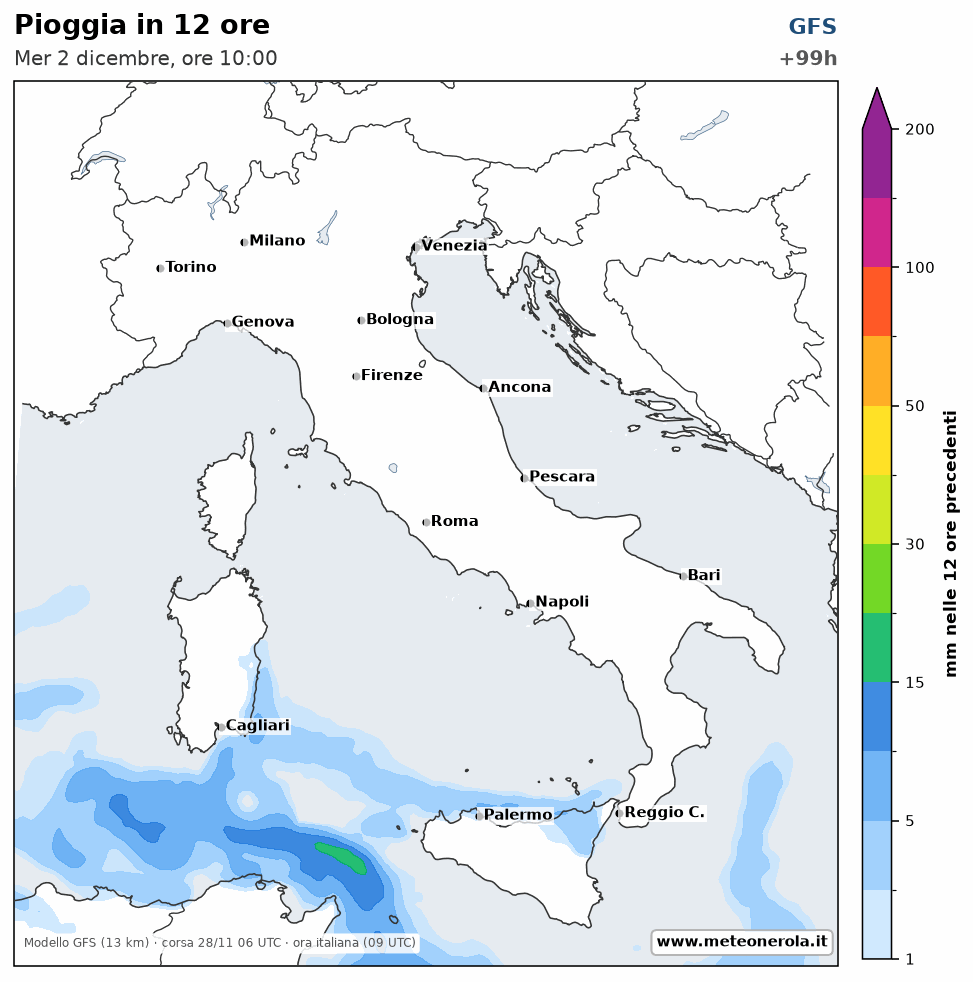 Pioggia in 12 ore
GFS
Mer 2 dicembre, ore 10:00
+99h
200
100
50
30
15
5
1
mm nelle 12 ore precedenti
Milano
Venezia
Torino
Genova
Bologna
Firenze
Ancona
Pescara
Roma
Bari
Napoli
Cagliari
Palermo
Reggio C.
Modello GFS (13 km) · corsa 28/11 06 UTC · ora italiana (09 UTC)
www.meteonerola.it